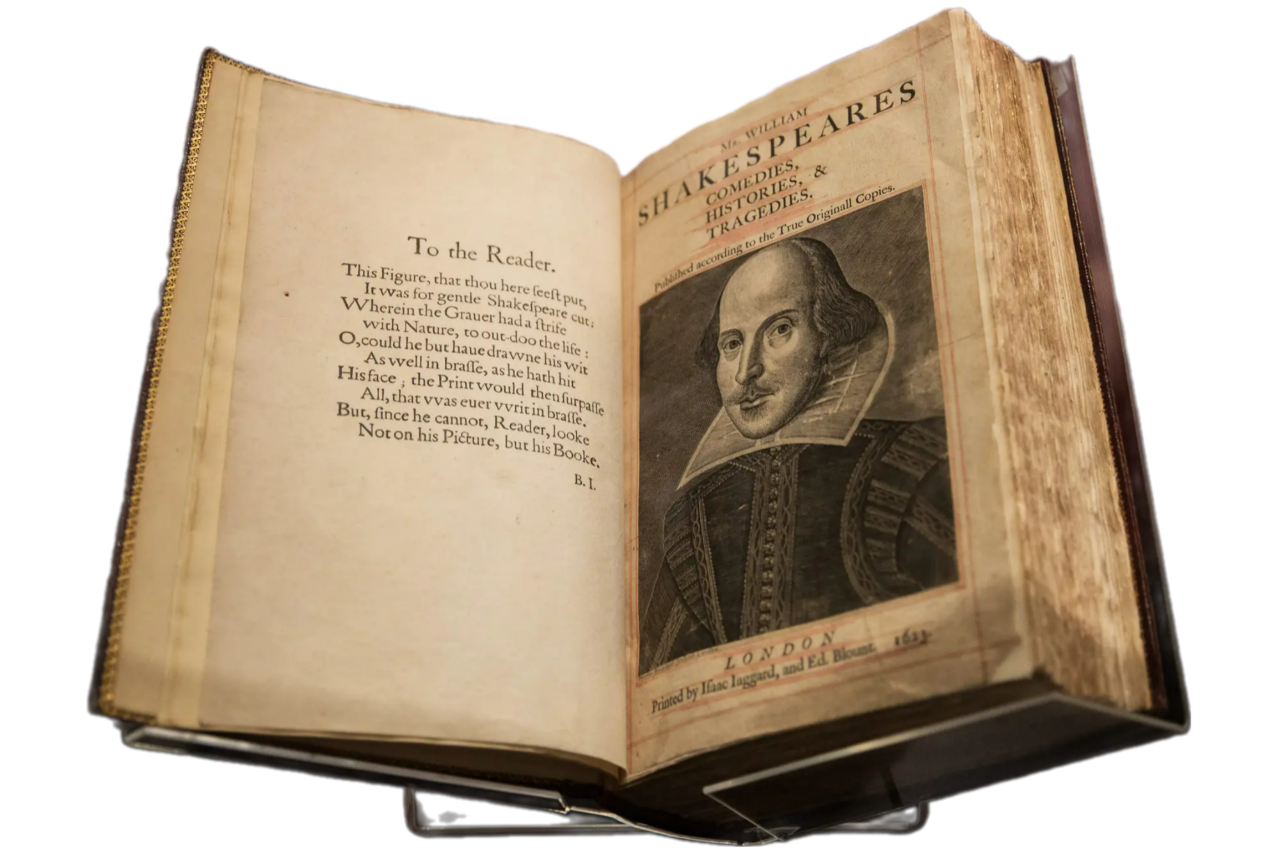 To the Reader.
This Figure, that thou here ſeeſt put,
It was for gentle Shakeſpeare cut;
Wherein the Grauer had a ſtrife
with Nature, to out-doo the life :
O, could he but haue dravvne his wit
As well in braſſe, as he hath hit
His face ; the Print would then ſurpaſſe
All, that vvas euer vvrit in braſſe.
But, ſince he cannot, Reader, looke
Not on his Picture, but his Booke.
B. I.
Mr. WILLIAM
SHAKESPEARES
COMEDIES,
HISTORIES, &
TRAGEDIES.
Published according to the True Originall Copies.
LONDON
Printed by Iſaac Iaggard, and Ed. Blount. 1623.